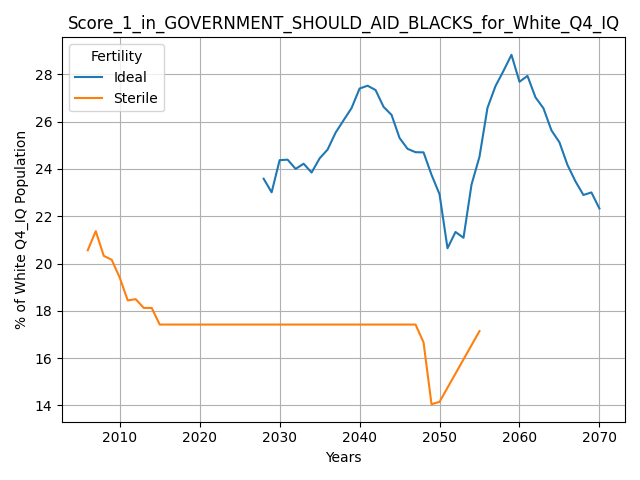 Score_1_in_GOVERNMENT_SHOULD_AID_BLACKS_for_White_Q4_IQ
Fertility
Ideal
Sterile
% of White Q4_IQ Population
28
26
24
22
20
18
16
14
2010 2020 2030 2040 2050 2060 2070
Years